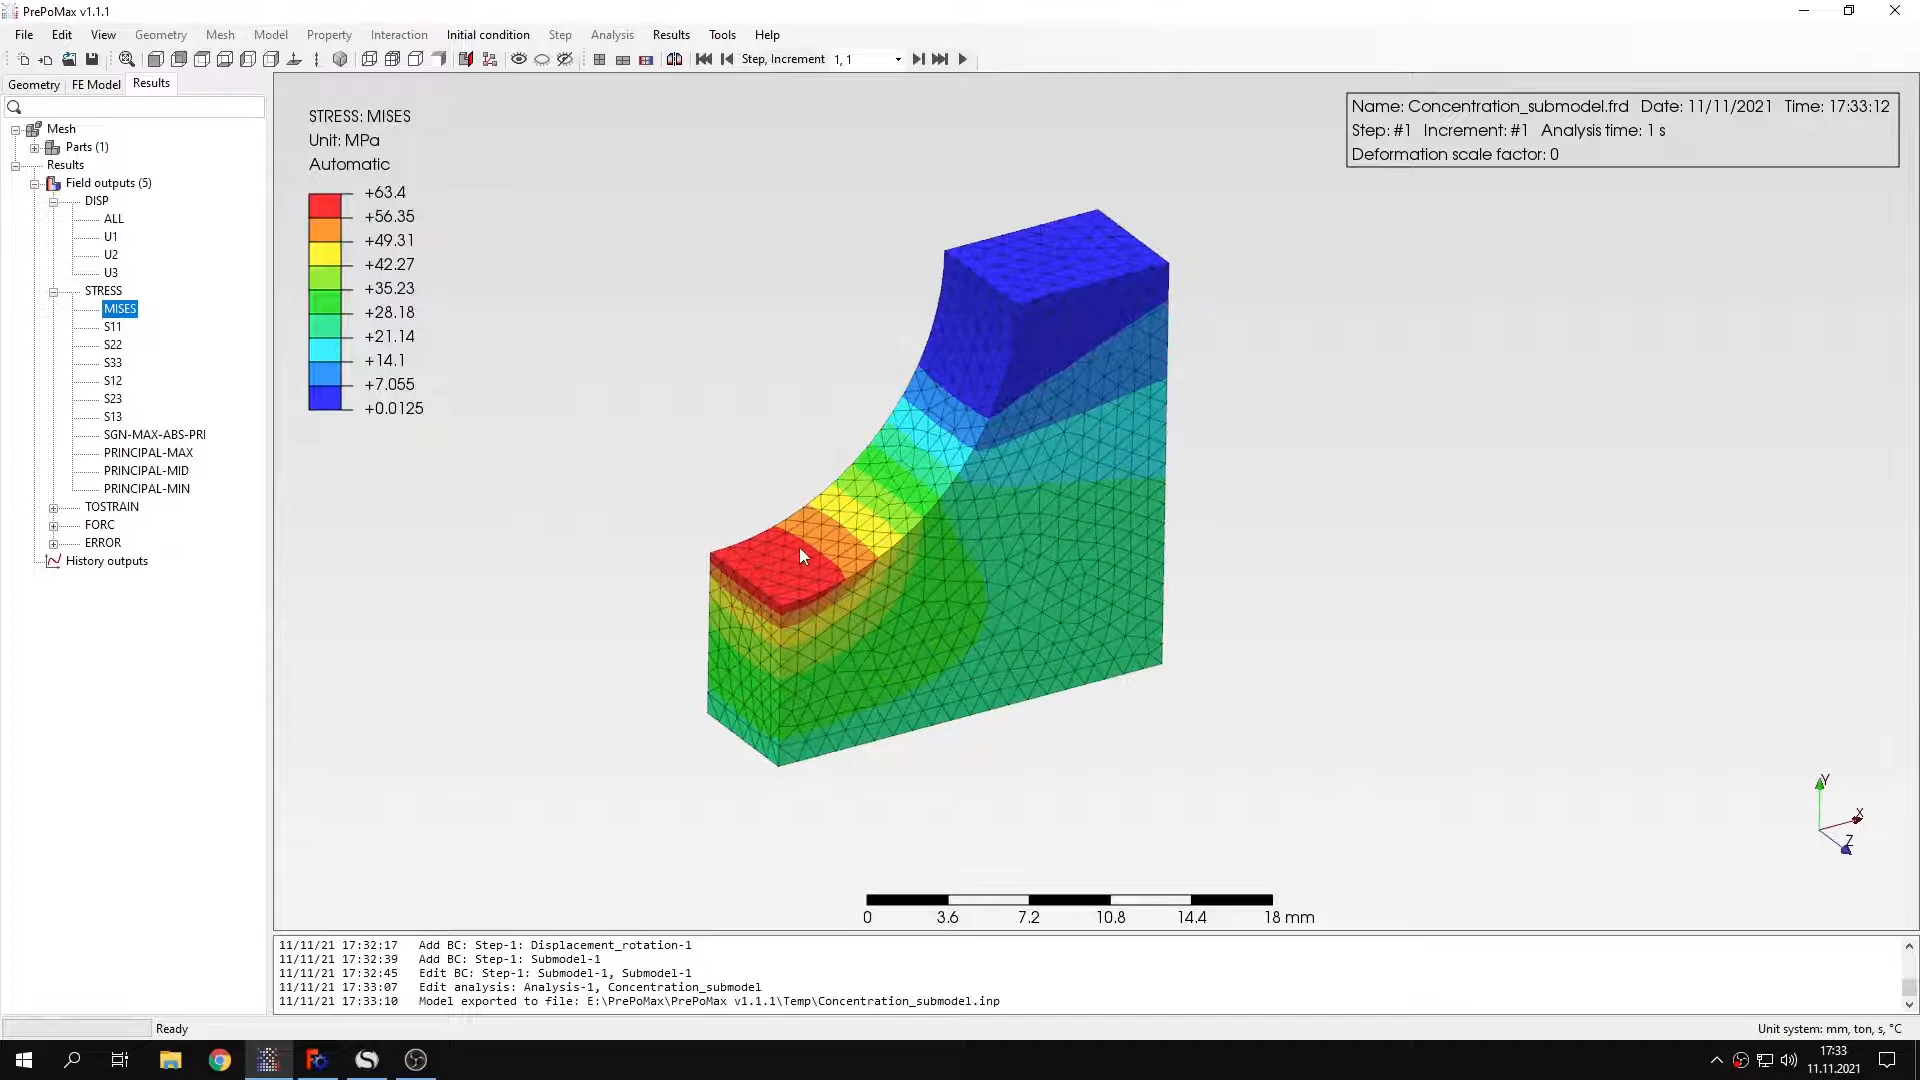 PrePoMax v1.1.1
File Edit View Geometry Mesh Model Property Interaction Initial condition Step Analysis Results Tools Help
Step, Increment 1, 1
Geometry FE Model Results
Mesh
Parts (1)
Results
Field outputs (5)
DISP
ALL
U1
U2
U3
STRESS
MISES
S11
S22
S33
S12
S23
S13
SGN-MAX-ABS-PRI
PRINCIPAL-MAX
PRINCIPAL-MID
PRINCIPAL-MIN
TOSTRAIN
FORC
ERROR
History outputs
STRESS: MISES
Unit: MPa
Automatic
+63.4
+56.35
+49.31
+42.27
+35.23
+28.18
+21.14
+14.1
+7.055
+0.0125
Name: Concentration_submodel.frd Date: 11/11/2021 Time: 17:33:12
Step: #1 Increment: #1 Analysis time: 1 s
Deformation scale factor: 0
Y
X
Z
0 3.6 7.2 10.8 14.4 18 mm
11/11/21 17:32:17 Add BC: Step-1: Displacement_rotation-1
11/11/21 17:32:39 Add BC: Step-1: Submodel-1
11/11/21 17:32:45 Edit BC: Step-1: Submodel-1, Submodel-1
11/11/21 17:33:07 Edit analysis: Analysis-1, Concentration_submodel
11/11/21 17:33:10 Model exported to file: E:\PrePoMax\PrePoMax v1.1.1\Temp\Concentration_submodel.inp
Ready
Unit system: mm, ton, s, °C
17:33
11.11.2021